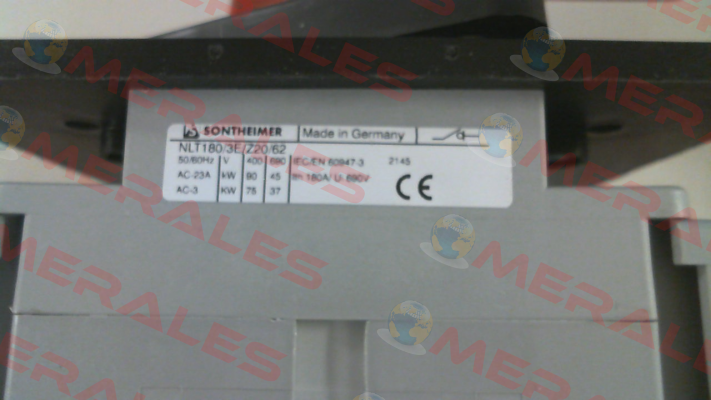 SONTHEIMER Made in Germany
NLT180/3E/Z20/62
50/60Hz V 400 690 IEC/EN 60947-3 2145
AC-23A kW 90 45 Ith 180A/ Ui 690V
AC-3 KW 75 37 CE
MERALES
MERALES
MERALES
MERALES
MERALES